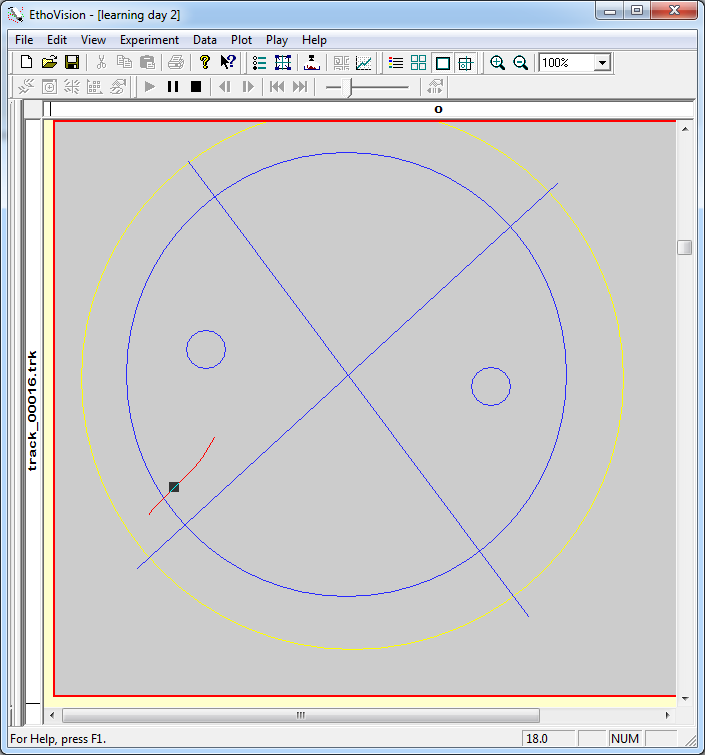 EthoVision - [learning day 2]
File Edit View Experiment Data Plot Play Help
100%
o
track_00016.trk
For Help, press F1.
18.0
NUM